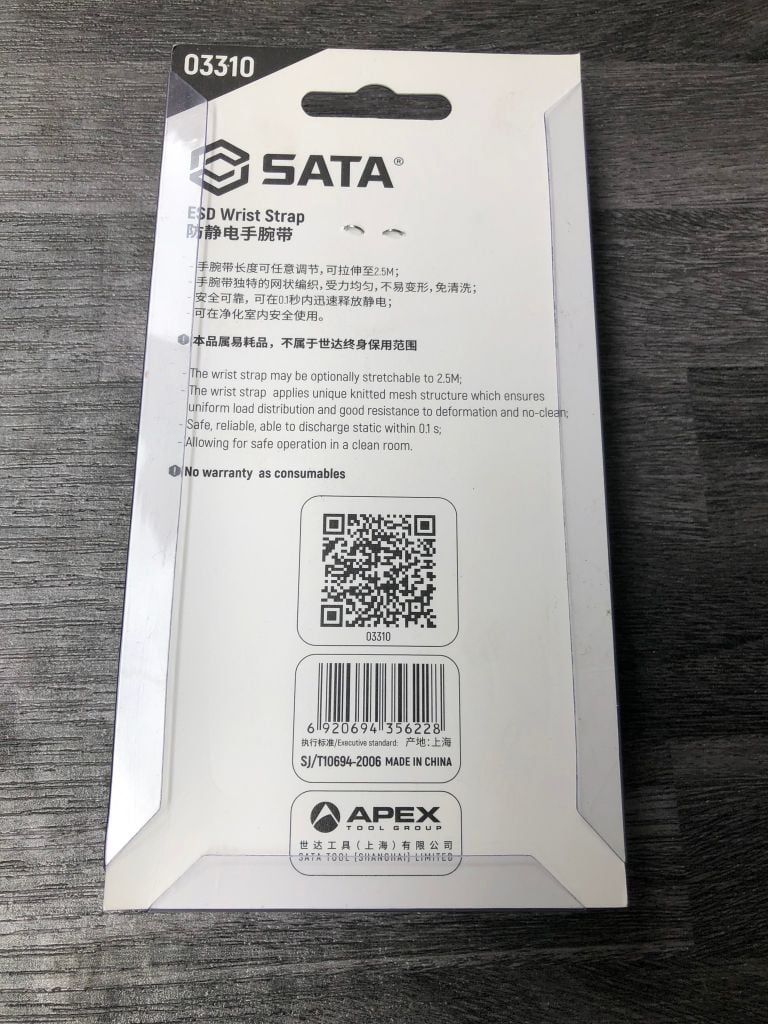 03310
SATA®
ESD Wrist Strap
防静电手腕带
- 手腕带长度可任意调节,可拉伸至2.5M;
- 手腕带独特的网状编织,受力均匀,不易变形,免清洗;
- 安全可靠,可在0.1秒内迅速释放静电;
- 可在净化室内安全使用。
本品属易耗品,不属于世达终身保用范围
- The wrist strap may be optionally stretchable to 2.5M;
- The wrist strap applies unique knitted mesh structure which ensures
uniform load distribution and good resistance to deformation and no-clean;
- Safe, reliable, able to discharge static within 0.1 s;
- Allowing for safe operation in a clean room.
No warranty as consumables
03310
6 920694 356228
执行标准/Executive standard: 产地:上海
SJ/T10694-2006 MADE IN CHINA
APEX
TOOL GROUP
世达工具(上海)有限公司
SATA TOOL (SHANGHAI) LIMITED